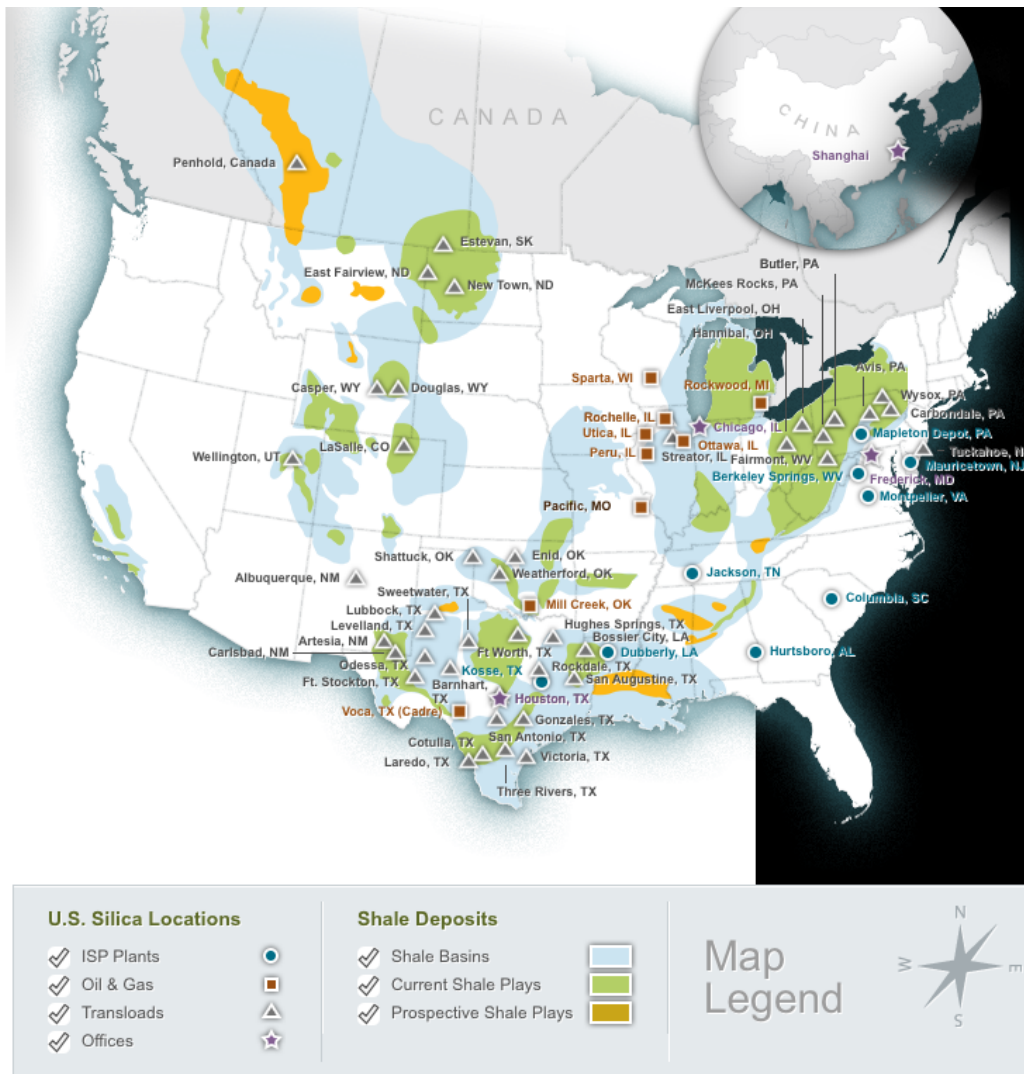 CANADA
CHINA
Shanghai
Penhold, Canada
Estevan, SK
East Fairview, ND
New Town, ND
Butler, PA
McKees Rocks, PA
East Liverpool, OH
Hannibal, OH
Avis, PA
Sparta, WI
Rockwood, MI
Casper, WY
Douglas, WY
Wysox, PA
Carbondale, PA
Rochelle, IL
Chicago, IL
Utica, IL
Mapleton Depot, PA
LaSalle, CO
Ottawa, IL
Peru, IL
Streator, IL
Fairmont, WV
Tuckahoe, N
Wellington, UT
Mauricetown, NJ
Berkeley Springs, WV
Frederick, MD
Montpelier, VA
Pacific, MO
Shattuck, OK
Enid, OK
Weatherford, OK
Jackson, TN
Albuquerque, NM
Sweetwater, TX
Columbia, SC
Mill Creek, OK
Lubbock, TX
Levelland, TX
Hughes Springs, TX
Artesia, NM
Bossier City, LA
Carlsbad, NM
Ft Worth, TX
Dubberly, LA
Hurtsboro, AL
Odessa, TX
Kosse, TX
Rockdale, TX
Ft. Stockton, TX
San Augustine, TX
Barnhart,
TX
Houston, TX
Voca, TX (Cadre)
Gonzales, TX
San Antonio, TX
Cotulla, TX
Victoria, TX
Laredo, TX
Three Rivers, TX
U.S. Silica Locations
ISP Plants
Oil & Gas
Transloads
Offices
Shale Deposits
Shale Basins
Current Shale Plays
Prospective Shale Plays
Map
Legend
N
W
E
S